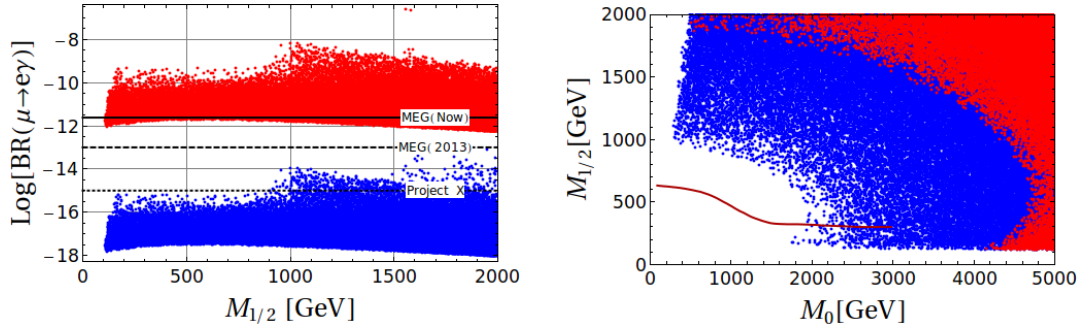 Log[BR(μ→eγ)]
-8
-10
-12
-14
-16
-18
MEG(Now)
MEG(2013)
Project X
0 500 1000 1500 2000
M1/2 [GeV]
M1/2[GeV]
2000
1500
1000
500
0
0 1000 2000 3000 4000 5000
M0[GeV]